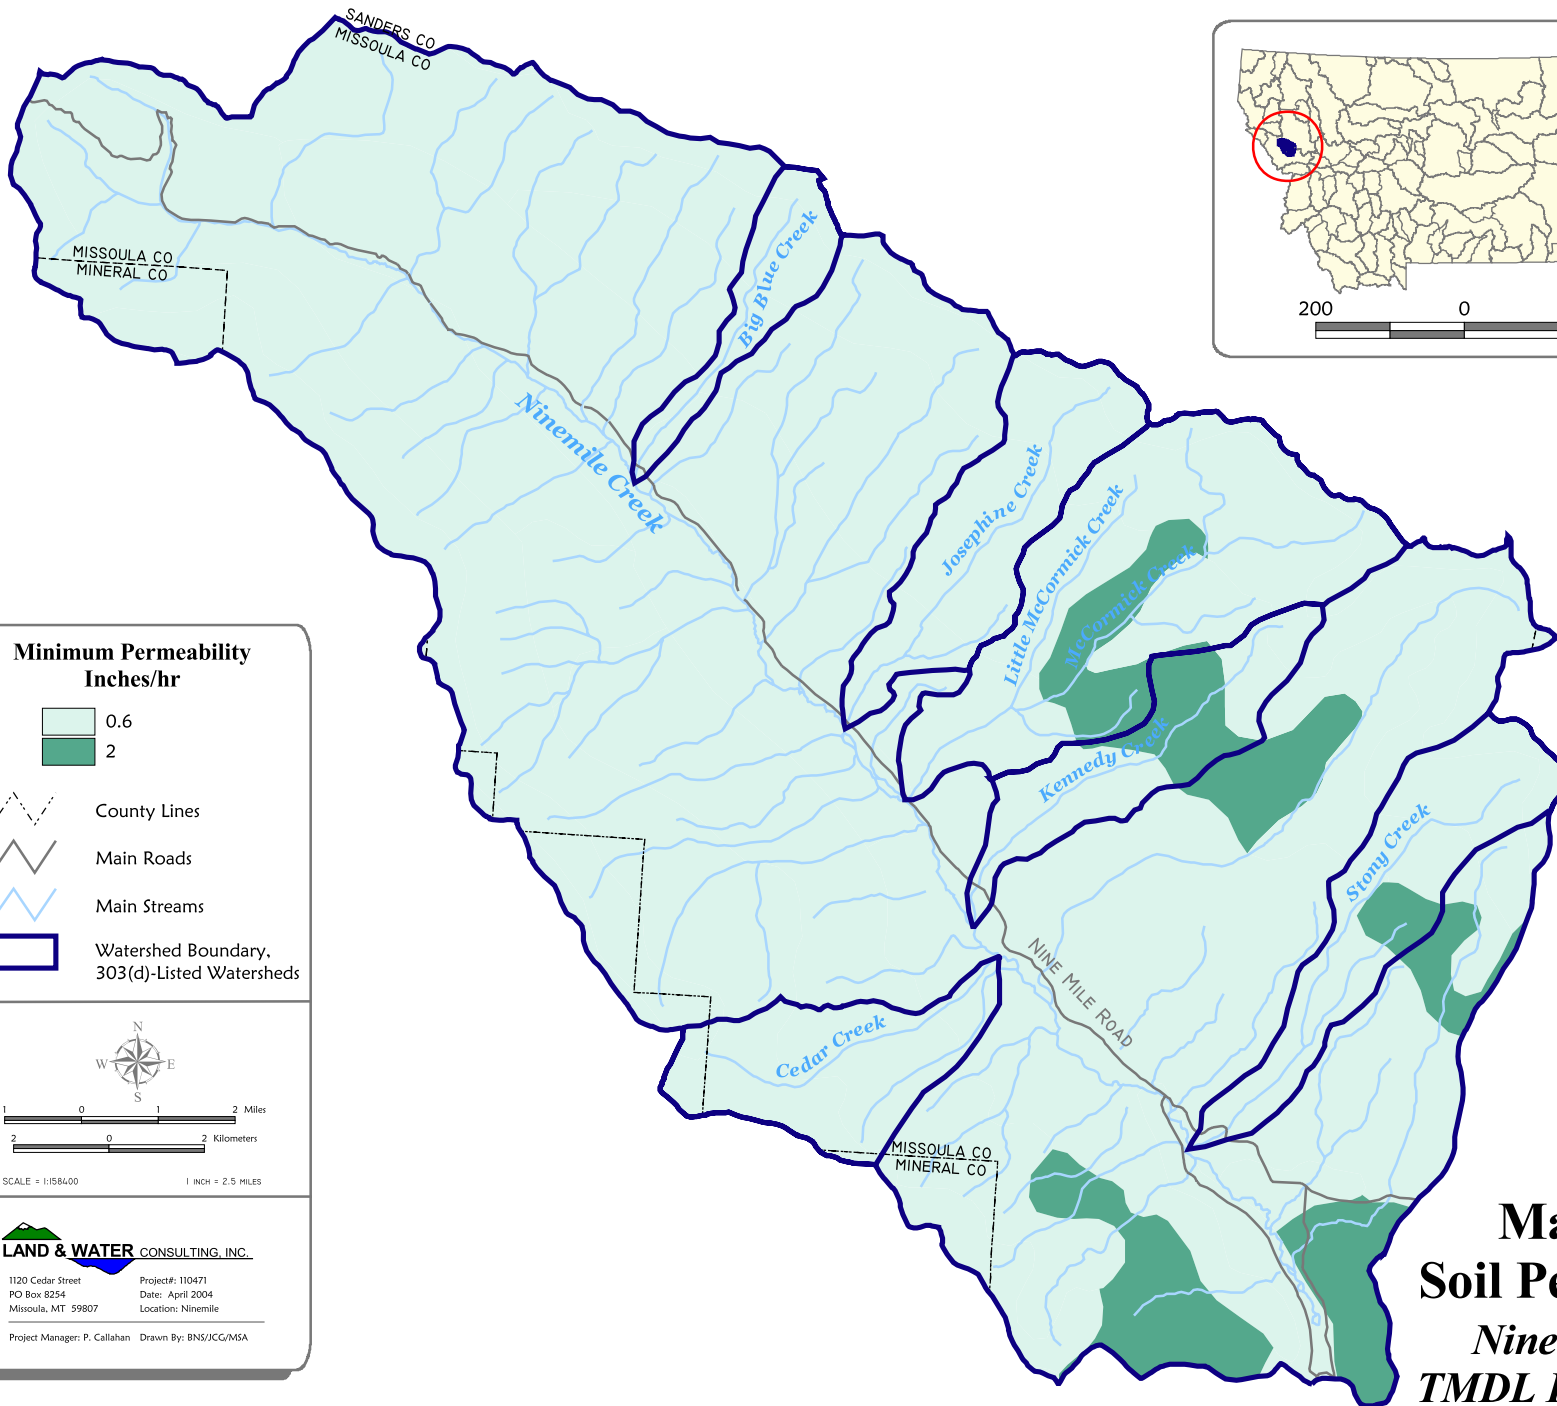 SANDERS CO
MISSOULA CO
MISSOULA CO
MINERAL CO
Big Blue Creek
Ninemile Creek
Josephine Creek
Little McCormick Creek
McCormick Creek
Kennedy Creek
Stony Creek
Cedar Creek
NINE MILE ROAD
MISSOULA CO
MINERAL CO
200 0
Minimum Permeability
Inches/hr
0.6
2
County Lines
Main Roads
Main Streams
Watershed Boundary,
303(d)-Listed Watersheds
N
W E
S
1 0 1 2 Miles
2 0 2 Kilometers
SCALE = 1:158400 1 INCH = 2.5 MILES
LAND & WATER CONSULTING, INC.
1120 Cedar Street Project#: 110471
PO Box 8254 Date: April 2004
Missoula, MT 59807 Location: Ninemile
Project Manager: P. Callahan Drawn By: BNS/JCG/MSA
Ma
Soil Pe
Nine
TMDL